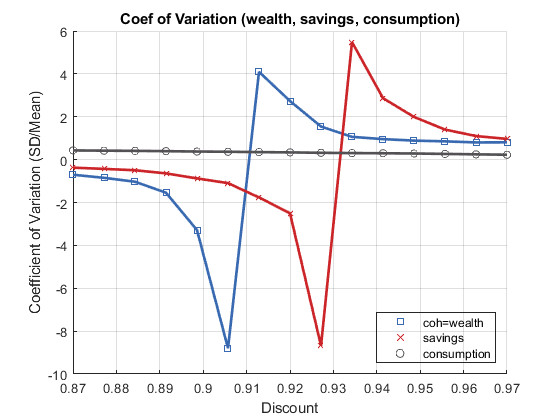 Coef of Variation (wealth, savings, consumption)
6
4
2
0
-2
-4
-6
-8
-10
Coefficient of Variation (SD/Mean)
0.87 0.88 0.89 0.9 0.91 0.92 0.93 0.94 0.95 0.96 0.97
Discount
coh=wealth
savings
consumption